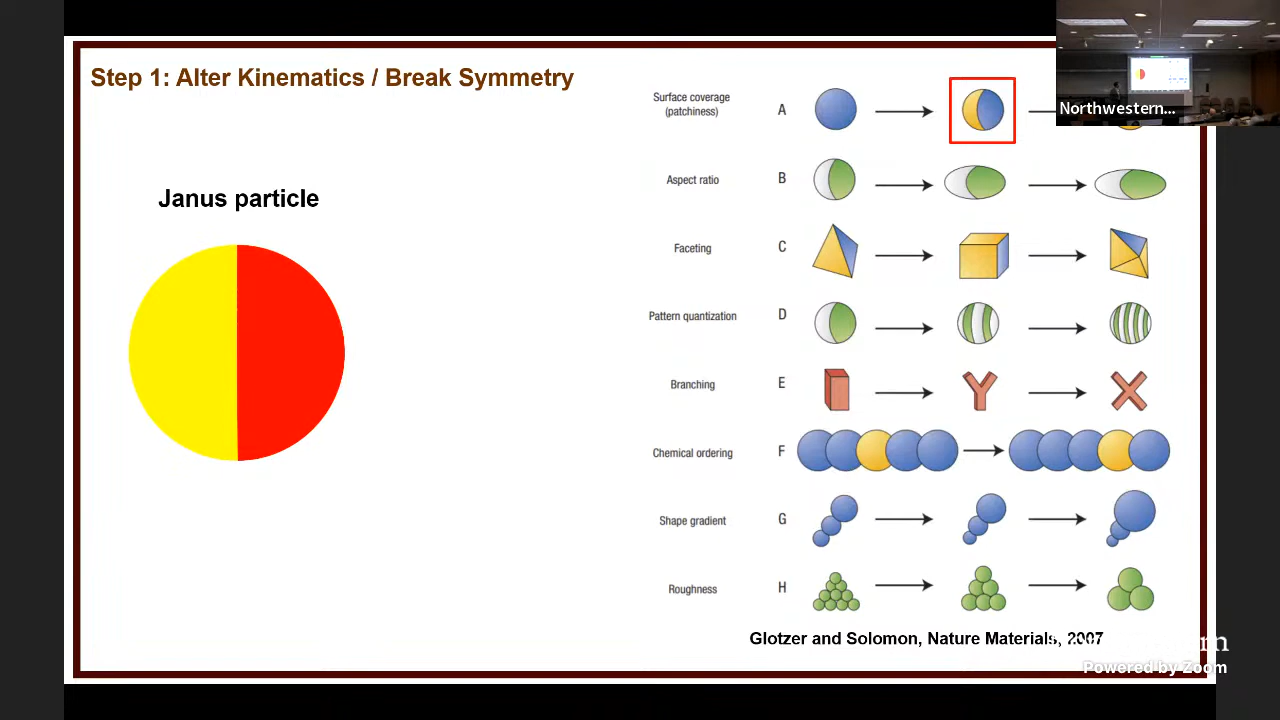 Step 1: Alter Kinematics / Break Symmetry
Janus particle
Surface coverage
(patchiness)
A
Aspect ratio
B
Faceting
C
Pattern quantization
D
Branching
E
Chemical ordering
F
Shape gradient
G
Roughness
H
Glotzer and Solomon, Nature Materials, 2007
Northwestern...
Powered by Zoom